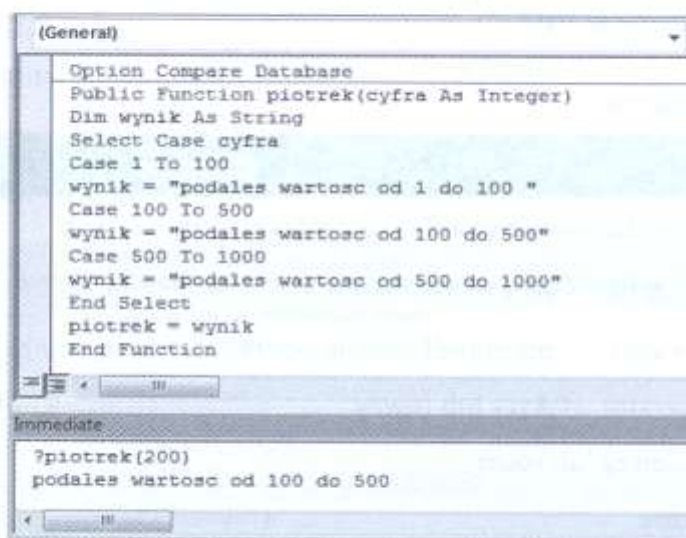 (General)
Option Compare Database
Public Function piotrek(cyfra As Integer)
Dim wynik As String
Select Case cyfra
Case 1 To 100
wynik = "podales wartosc od 1 do 100 "
Case 100 To 500
wynik = "podales wartosc od 100 do 500"
Case 500 To 1000
wynik = "podales wartosc od 500 do 1000"
End Select
piotrek = wynik
End Function
Immediate
?piotrek(200)
podales wartosc od 100 do 500